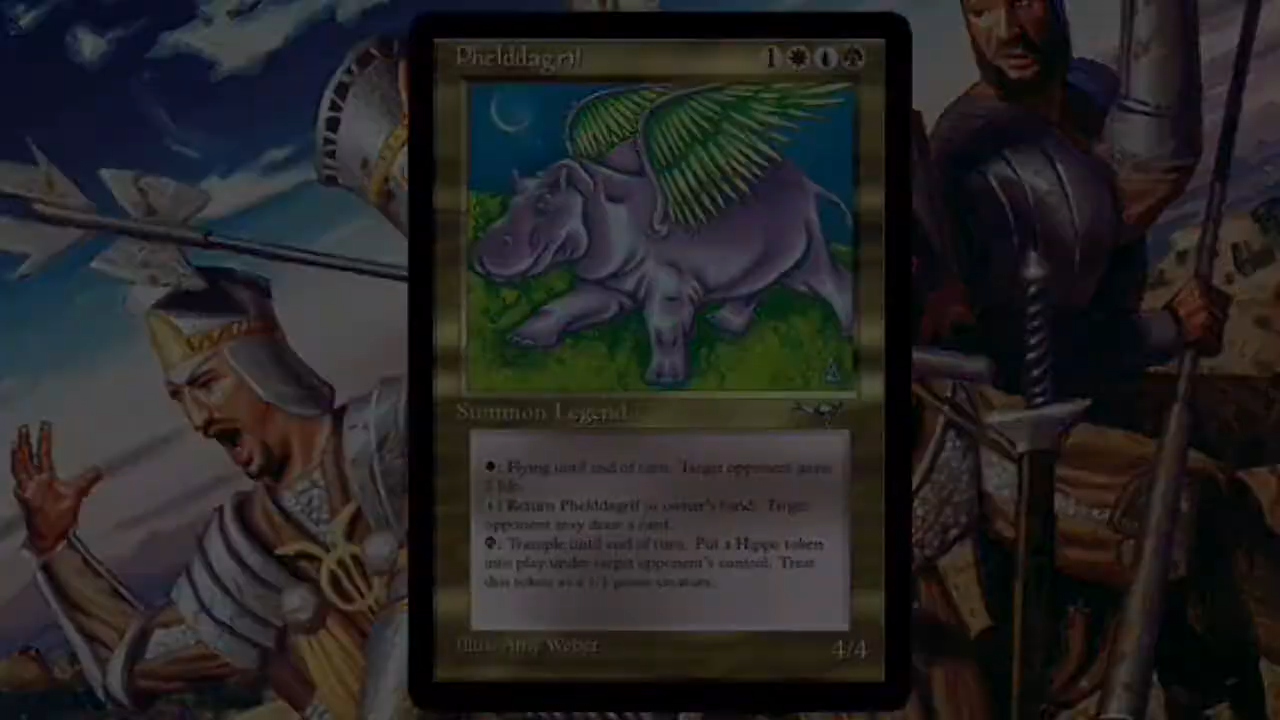 Phelddagrif 1
Summon Legend
: Flying until end of turn. Target opponent gains
2 life.
: Return Phelddagrif to owner's hand. Target
opponent may draw a card.
: Trample until end of turn. Put a Hippo token
into play under target opponent's control. Treat
this token as a 1/1 green creature.
Illus. Amy Weber
4/4